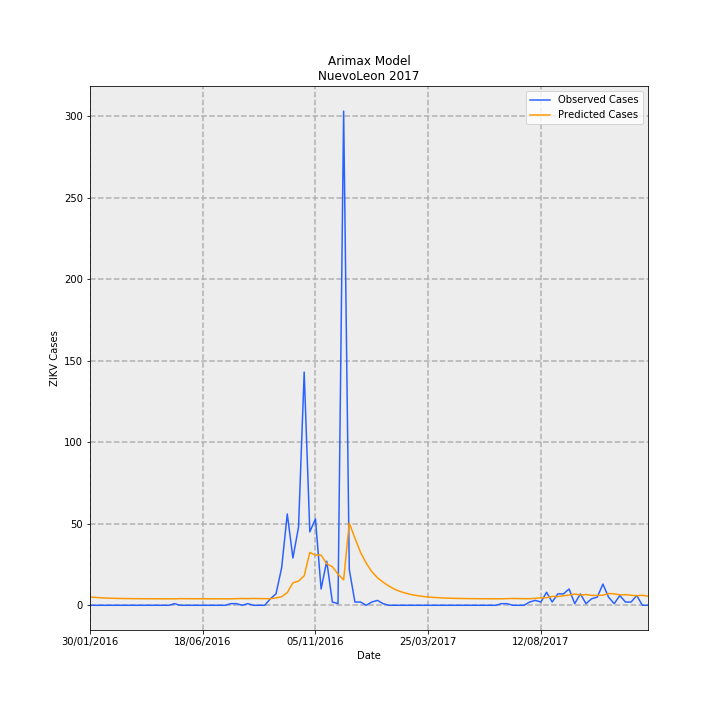 Arimax Model
NuevoLeon 2017
Observed Cases
Predicted Cases
300
250
200
150
100
50
0
ZIKV Cases
30/01/2016
18/06/2016
05/11/2016
25/03/2017
12/08/2017
Date